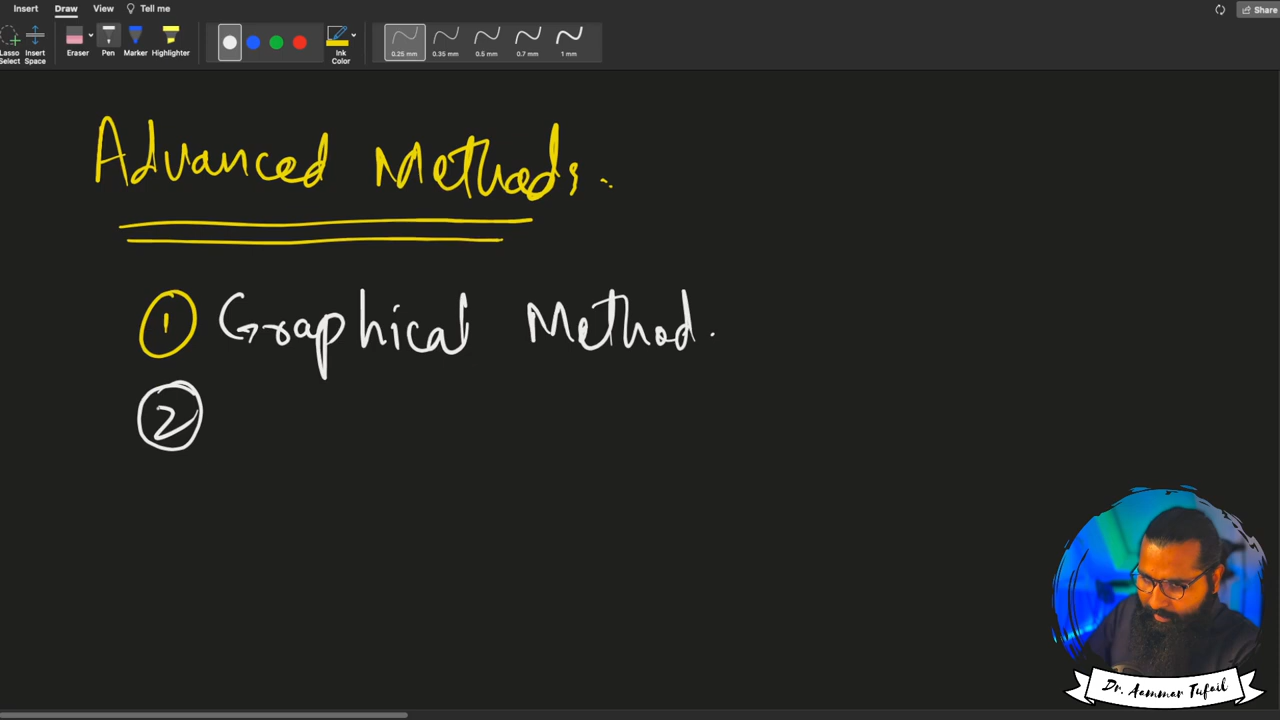 Insert Draw View Tell me Share
Lasso Select
Insert Space
Eraser
Pen
Marker
Highlighter
Ink Color
0.25 mm
0.35 mm
0.5 mm
0.7 mm
1 mm
Advanced Methods.
1 Graphical Method.
2
Dr. Aammar Tufail